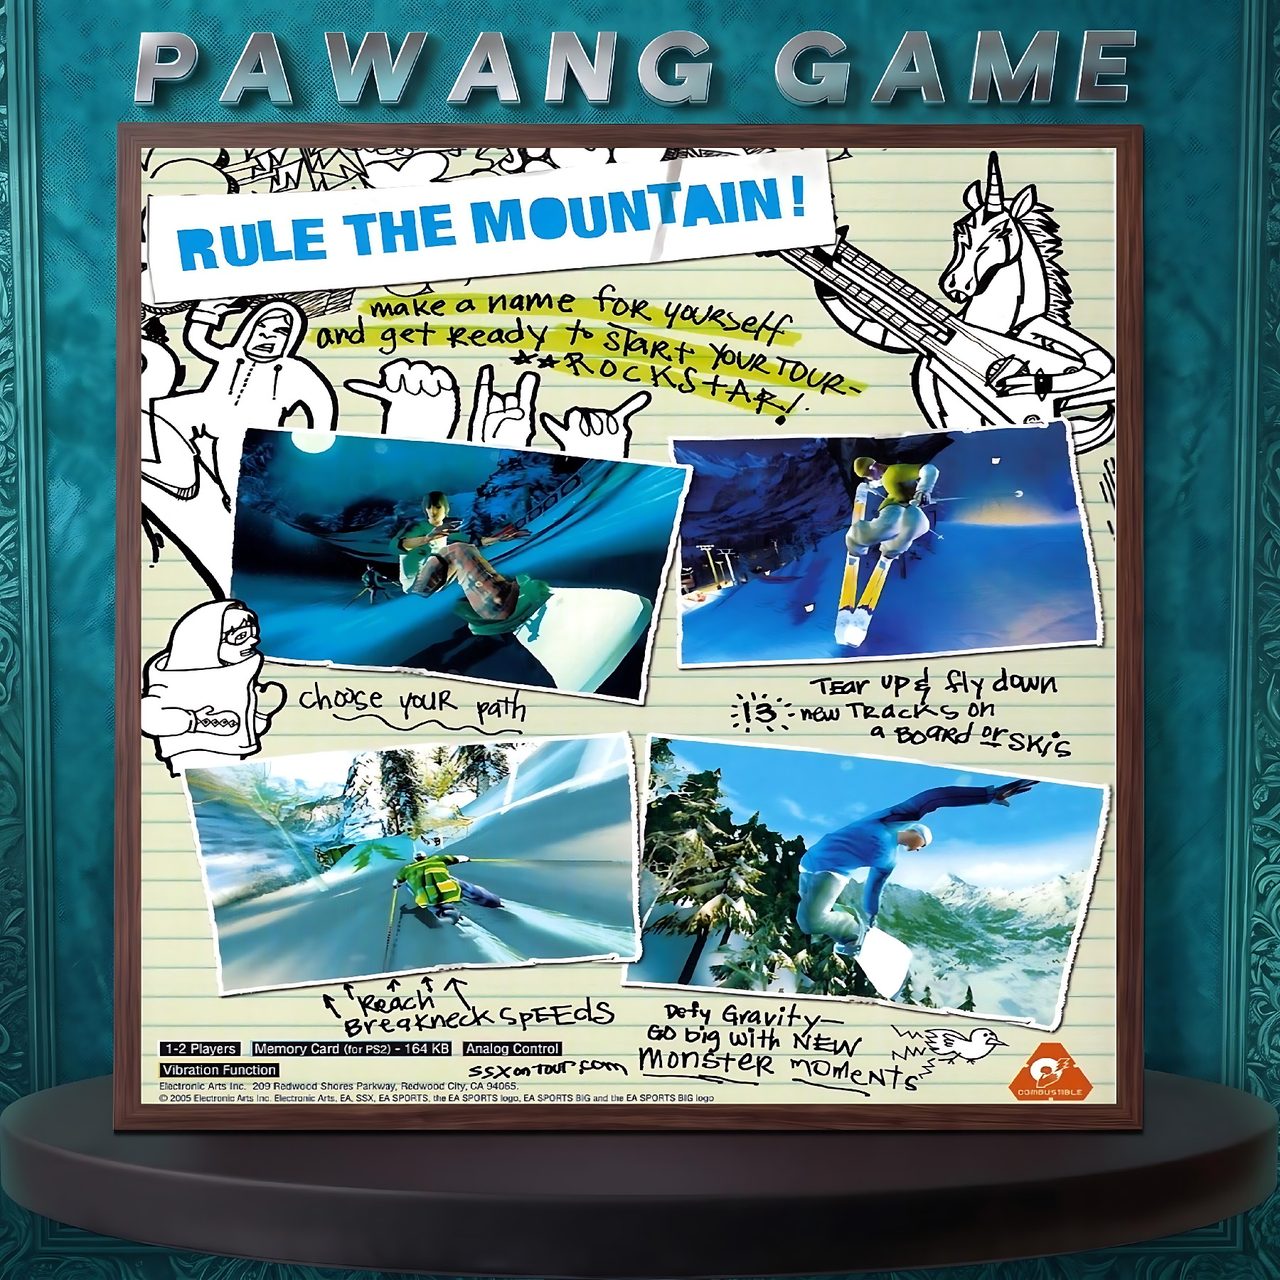 PAWANG GAME
RULE THE MOUNTAIN!
make a name for yourself
and get Ready to START YOUR TOUR-
★★ROCKSTAR!
choose your path
Tear up & fly down
13 new TRacks on
a BOARd or SKis
Reach
BreakneckSpEEds
Defy Gravity—
GO big with NEW
MonsTER MOMENTs
1-2 Players Memory Card (for PS2) - 164 KB Analog Control
Vibration Function
ssxonTour.com
Electronic Arts Inc. 209 Redwood Shores Parkway, Redwood City, CA 94065.
© 2005 Electronic Arts Inc. Electronic Arts, EA, SSX, EA SPORTS, the EA SPORTS logo, EA SPORTS BIG and the EA SPORTS BIG logo
COMBUSTIBLE